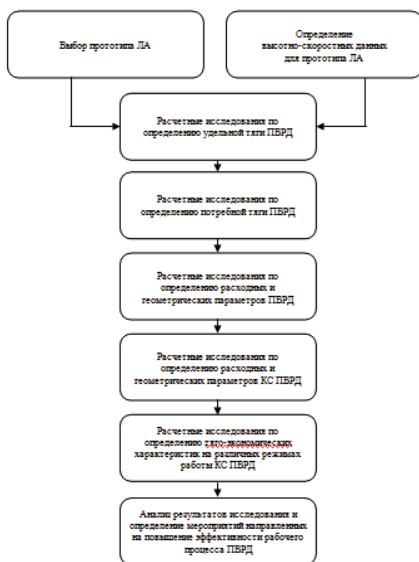 Выбор прототипа ЛА
Определение
высотно-скоростных данных
для прототипа ЛА
Расчетные исследования по
определению удельной тяги ПВРД
Расчетные исследования по
определению потребной тяги ПВРД
Расчетные исследования по
определению расходных и
геометрических параметров ПВРД
Расчетные исследования по
определению расходных и
геометрических параметров КС ПВРД
Расчетные исследования по
определению тяго-экономических
характеристик на различных режимах
работы КС ПВРД
Анализ результатов исследования и
определение мероприятий направленных
на повышение эффективности рабочего
процесса ПВРД